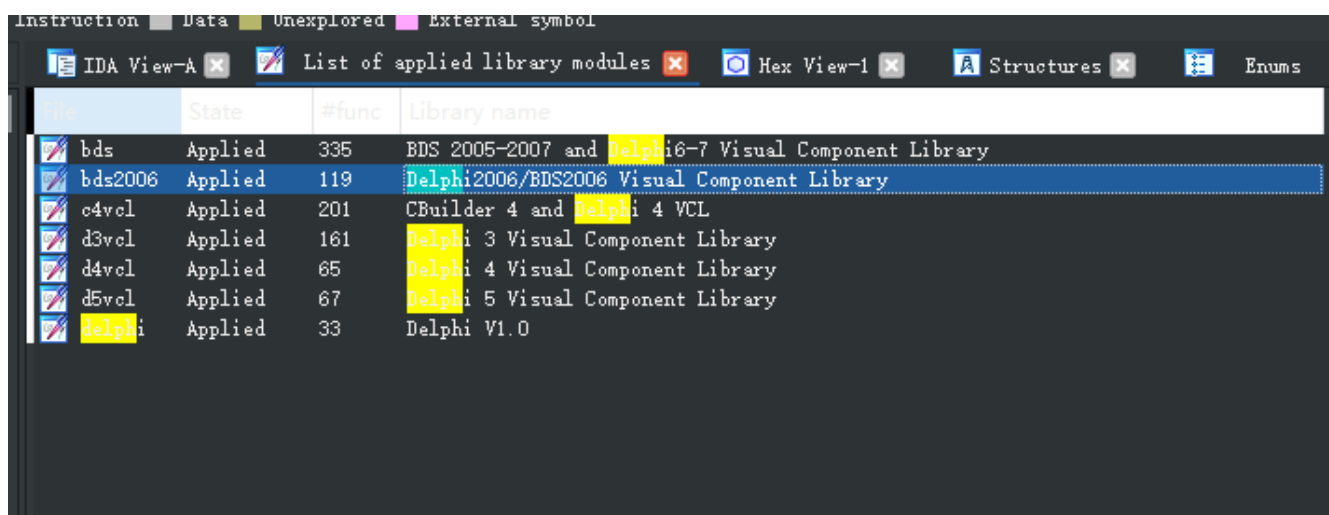 Instruction Data Unexplored External symbol
IDA View-A List of applied library modules Hex View-1 Structures Enums
File State #func Library name
bds Applied 335 BDS 2005-2007 and Delphi6-7 Visual Component Library
bds2006 Applied 119 Delphi2006/BDS2006 Visual Component Library
c4vcl Applied 201 CBuilder 4 and Delphi 4 VCL
d3vcl Applied 161 Delphi 3 Visual Component Library
d4vcl Applied 65 Delphi 4 Visual Component Library
d5vcl Applied 67 Delphi 5 Visual Component Library
delphi Applied 33 Delphi V1.0